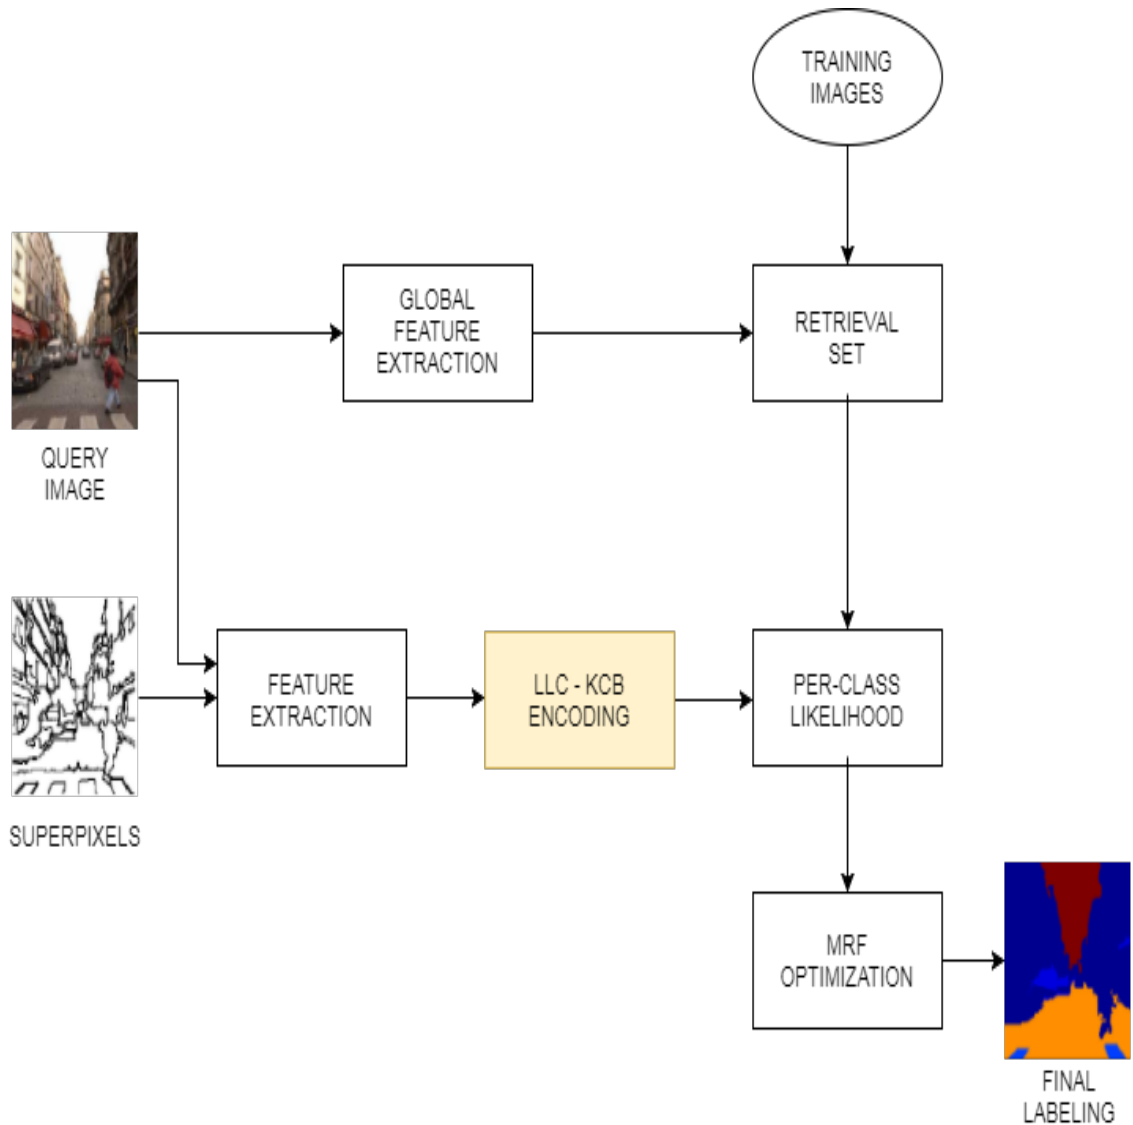 TRAINING
IMAGES
GLOBAL
FEATURE
EXTRACTION
RETRIEVAL
SET
QUERY
IMAGE
FEATURE
EXTRACTION
LLC - KCB
ENCODING
PER-CLASS
LIKELIHOOD
SUPERPIXELS
MRF
OPTIMIZATION
FINAL
LABELING